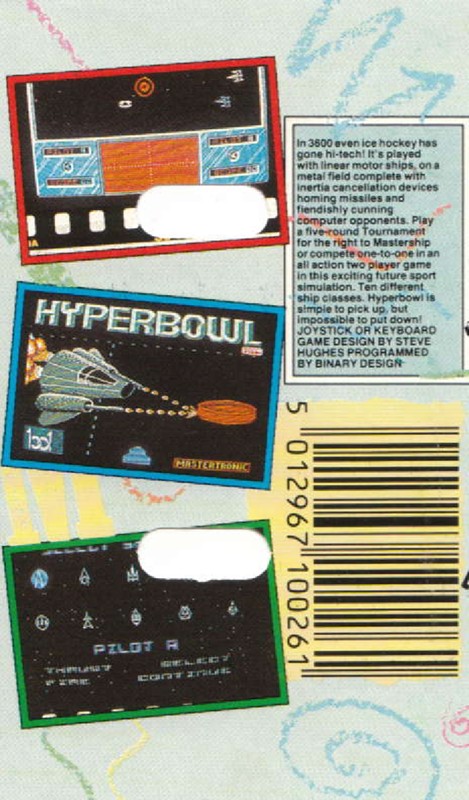 In 3600 even ice hockey has
gone hi-tech! It's played
with linear motor ships, on a
metal field complete with
inertia cancellation devices
homing missiles and
fiendishly cunning
computer opponents. Play
a five-round Tournament
for the right to Mastership
or compete one-to-one in an
all action two player game
in this exciting future sport
simulation. Ten different
ship classes. Hyperbowl is
simple to pick up, but
impossible to put down!
JOYSTICK OR KEYBOARD
GAME DESIGN BY STEVE
HUGHES PROGRAMMED
BY BINARY DESIGN
HYPERBOWL
MASTERTRONIC
SELECT
PILOT A
THRUST SELECT
FIRE CONTINUE
5 012967 100261